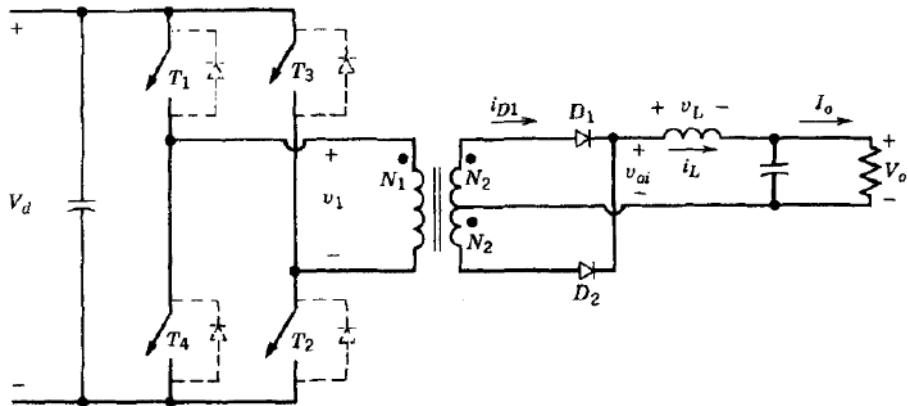 +
T1
T3
iD1
D1
+ vL −
Io
+
N1
N2
+
voi
−
iL
+
Vo
−
Vd
v1
−
N2
D2
T4
T2
−